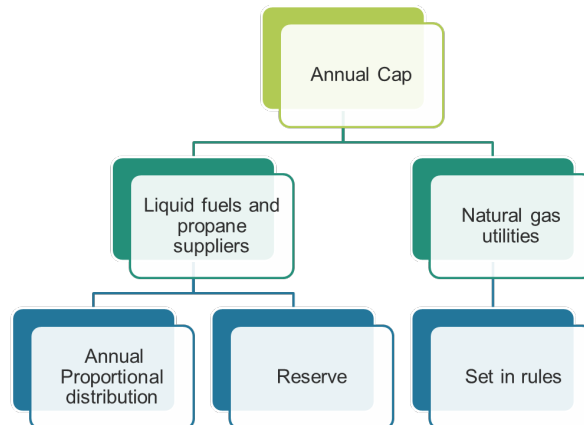 Annual Cap
Liquid fuels and
propane
suppliers
Natural gas
utilities
Annual
Proportional
distribution
Reserve
Set in rules